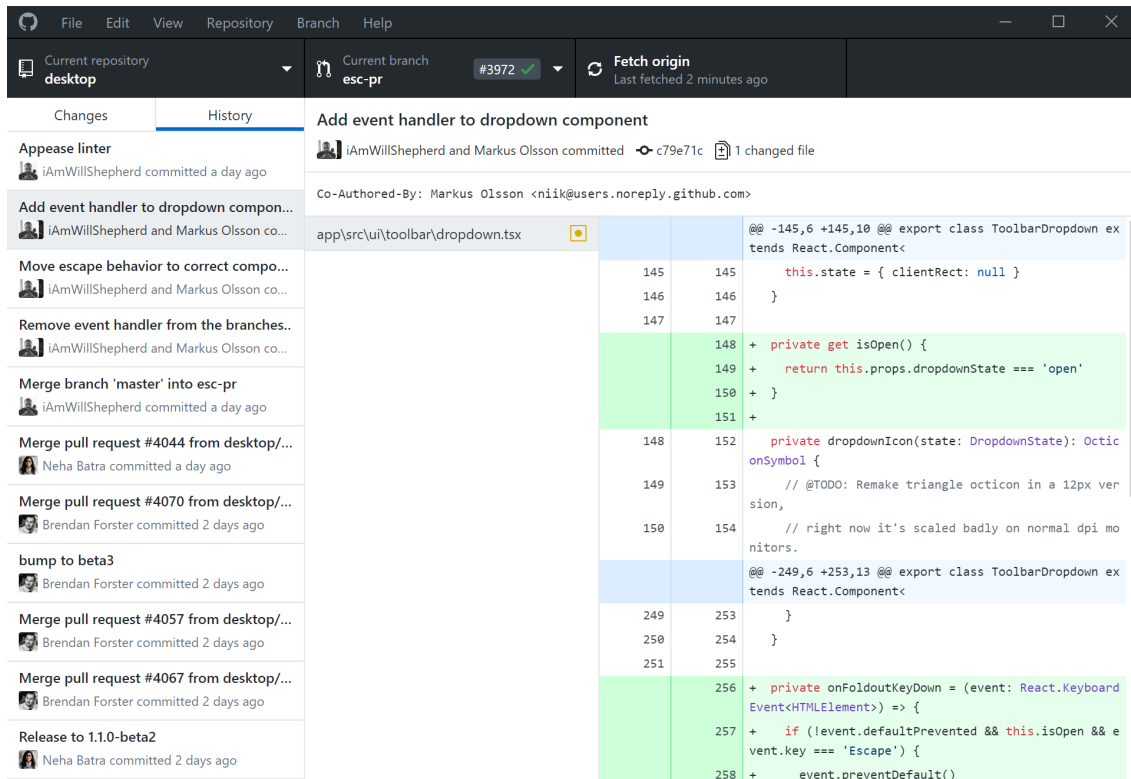 File Edit View Repository Branch Help
Current repository
desktop
Current branch
esc-pr
#3972
Fetch origin
Last fetched 2 minutes ago
Changes
History
Appease linter
iAmWillShepherd committed a day ago
Add event handler to dropdown compon...
iAmWillShepherd and Markus Olsson co...
Move escape behavior to correct compo...
iAmWillShepherd and Markus Olsson co...
Remove event handler from the branches..
iAmWillShepherd and Markus Olsson co...
Merge branch 'master' into esc-pr
iAmWillShepherd committed a day ago
Merge pull request #4044 from desktop/...
Neha Batra committed a day ago
Merge pull request #4070 from desktop/...
Brendan Forster committed 2 days ago
bump to beta3
Brendan Forster committed 2 days ago
Merge pull request #4057 from desktop/...
Brendan Forster committed 2 days ago
Merge pull request #4067 from desktop/...
Brendan Forster committed 2 days ago
Release to 1.1.0-beta2
Neha Batra committed 2 days ago
Add event handler to dropdown component
iAmWillShepherd and Markus Olsson committed c79e71c 1 changed file
Co-Authored-By: Markus Olsson <niik@users.noreply.github.com>
app\src\ui\toolbar\dropdown.tsx
@@ -145,6 +145,10 @@ export class ToolbarDropdown ex
tends React.Component<
145 145 this.state = { clientRect: null }
146 146 }
147 147
148 + private get isOpen() {
149 + return this.props.dropdownState === 'open'
150 + }
151 +
148 152 private dropdownIcon(state: DropdownState): Octic
onSymbol {
149 153 // @TODO: Remake triangle octicon in a 12px ver
sion,
150 154 // right now it's scaled badly on normal dpi mo
nitors.
@@ -249,6 +253,13 @@ export class ToolbarDropdown ex
tends React.Component<
249 253 }
250 254 }
251 255
256 + private onFoldoutKeyDown = (event: React.Keyboard
Event<HTMLElement>) => {
257 + if (!event.defaultPrevented && this.isOpen && e
vent.key === 'Escape') {
258 + event.preventDefault()